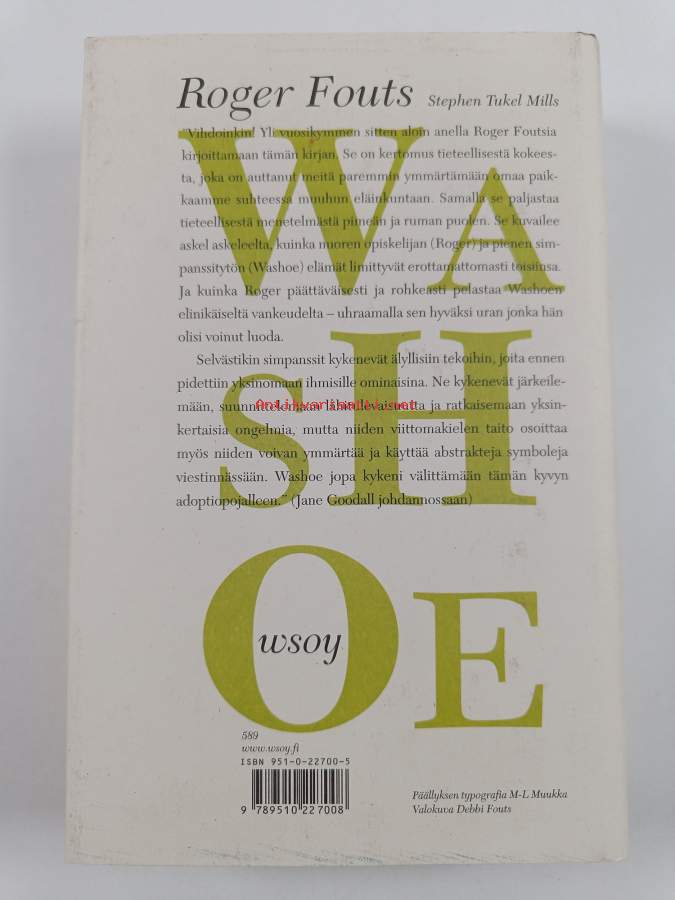 Roger Fouts Stephen Tukel Mills
"Vihdoinkin! Yli vuosikymmen sitten aloin anella Roger Foutsia
kirjoittamaan tämän kirjan. Se on kertomus tieteellisestä kokees-
ta, joka on auttanut meitä paremmin ymmärtämään omaa paik-
kaamme suhteessa muuhun eläinkuntaan. Samalla se paljastaa
tieteellisestä menetelmästä pimeän ja ruman puolen. Se kuvailee
askel askeleelta, kuinka nuoren opiskelijan (Roger) ja pienen sim-
panssitytön (Washoe) elämät limittyvät erottamattomasti toisiinsa.
Ja kuinka Roger päättäväisesti ja rohkeasti pelastaa Washoen
elinikäiseltä vankeudelta – uhraamalla sen hyväksi uran jonka hän
olisi voinut luoda.
Selvästikin simpanssit kykenevät älyllisiin tekoihin, joita ennen
pidettiin yksinomaan ihmisille ominaisina. Ne kykenevät järkeile-
mään, suunnittelemaan lähitulevaisuutta ja ratkaisemaan yksin-
kertaisia ongelmia, mutta niiden viittomakielen taito osoittaa
myös niiden voivan ymmärtää ja käyttää abstrakteja symboleja
viestinnässään. Washoe jopa kykeni välittämään tämän kyvyn
adoptiopojalleen." (Jane Goodall johdannossaan)
WA
SH
OE
wsoy
Antikvariaatti.net
589
www.wsoy.fi
ISBN 951-0-22700-5
9 789510 227008
Päällyksen typografia M-L Muukka
Valokuva Debbi Fouts